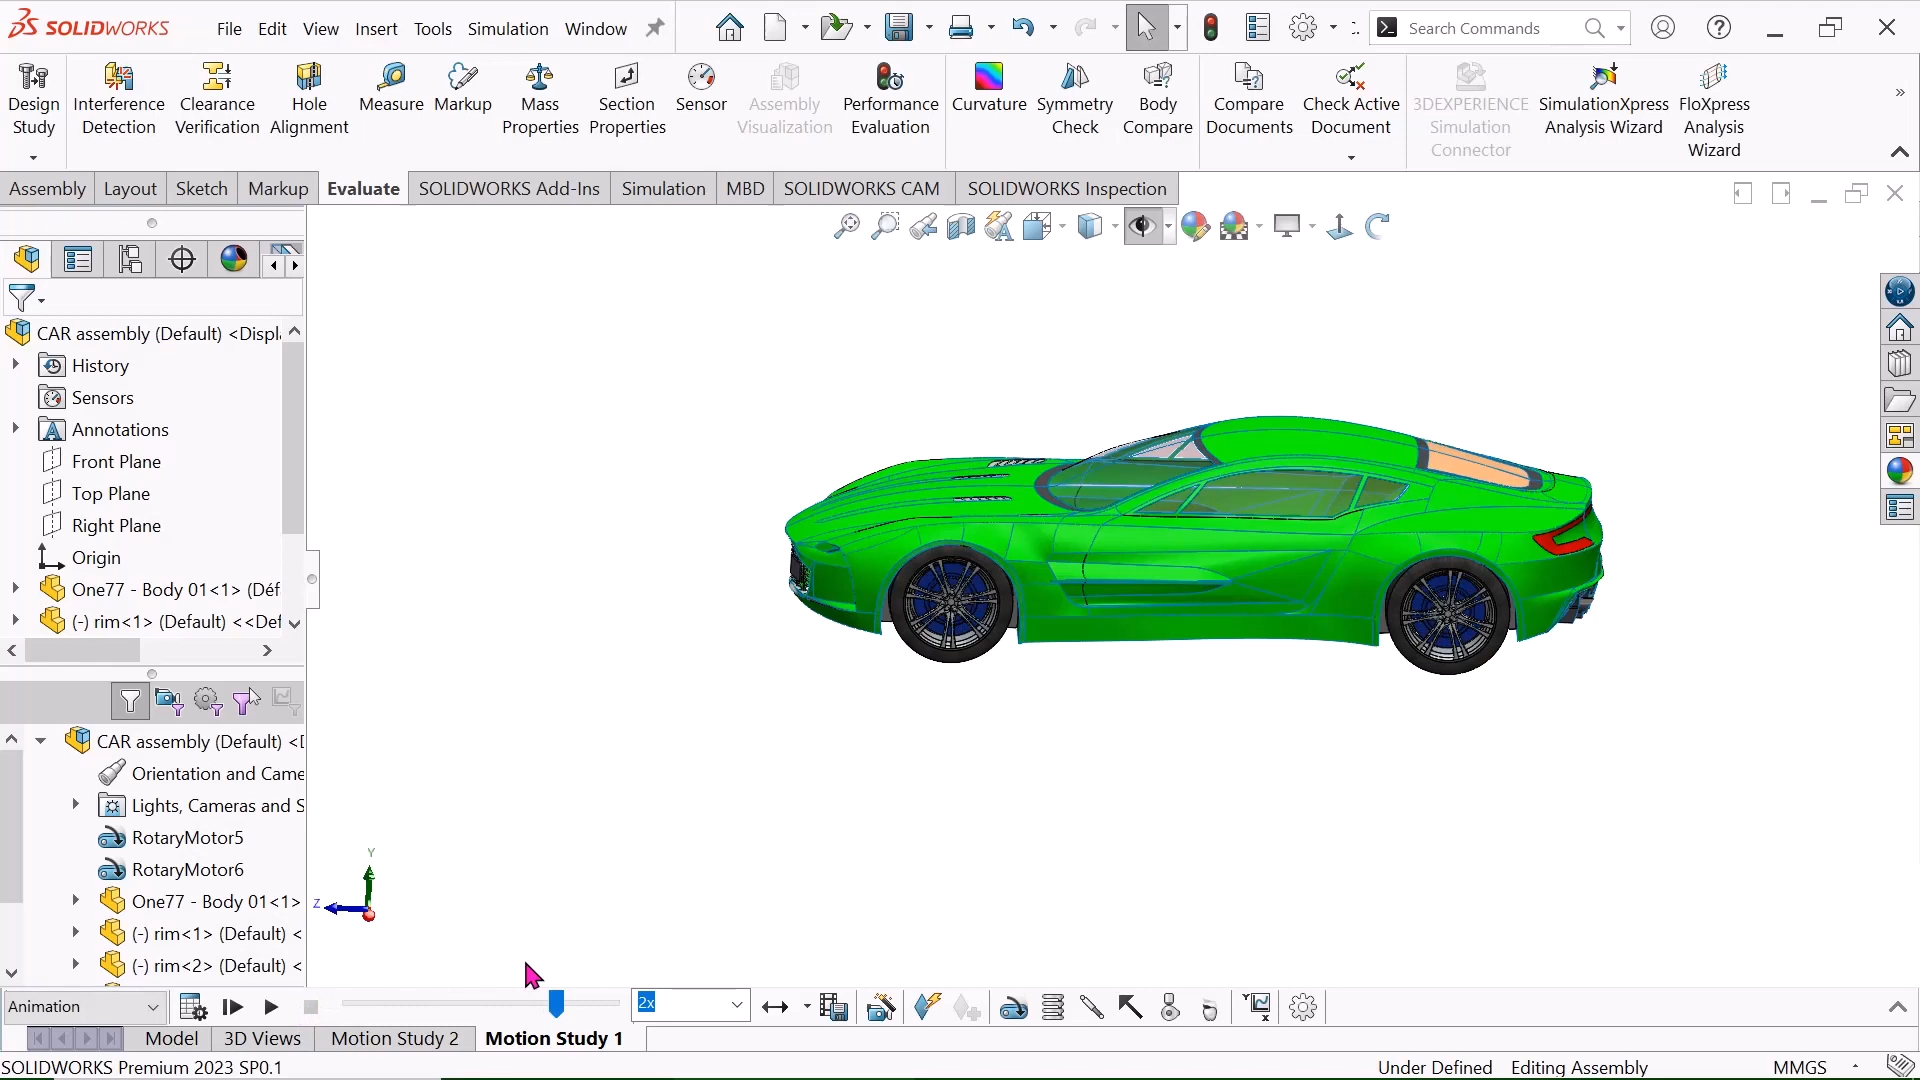 SOLIDWORKS File Edit View Insert Tools Simulation Window Search Commands
Design Study
Interference Detection
Clearance Verification
Hole Alignment
Measure
Markup
Mass Properties
Section Properties
Sensor
Assembly Visualization
Performance Evaluation
Curvature
Symmetry Check
Body Compare
Compare Documents
Check Active Document
3DEXPERIENCE Simulation Connector
SimulationXpress Analysis Wizard
FloXpress Analysis Wizard
Assembly Layout Sketch Markup Evaluate SOLIDWORKS Add-Ins Simulation MBD SOLIDWORKS CAM SOLIDWORKS Inspection
CAR assembly (Default) <Displ
History
Sensors
Annotations
Front Plane
Top Plane
Right Plane
Origin
One77 - Body 01<1> (Déf
(-) rim<1> (Default) <<Def
CAR assembly (Default) <D
Orientation and Came
Lights, Cameras and S
RotaryMotor5
RotaryMotor6
One77 - Body 01<1>
(-) rim<1> (Default) <
(-) rim<2> (Default) <
Y
Z
Animation 2x
Model 3D Views Motion Study 2 Motion Study 1
SOLIDWORKS Premium 2023 SP0.1 Under Defined Editing Assembly MMGS